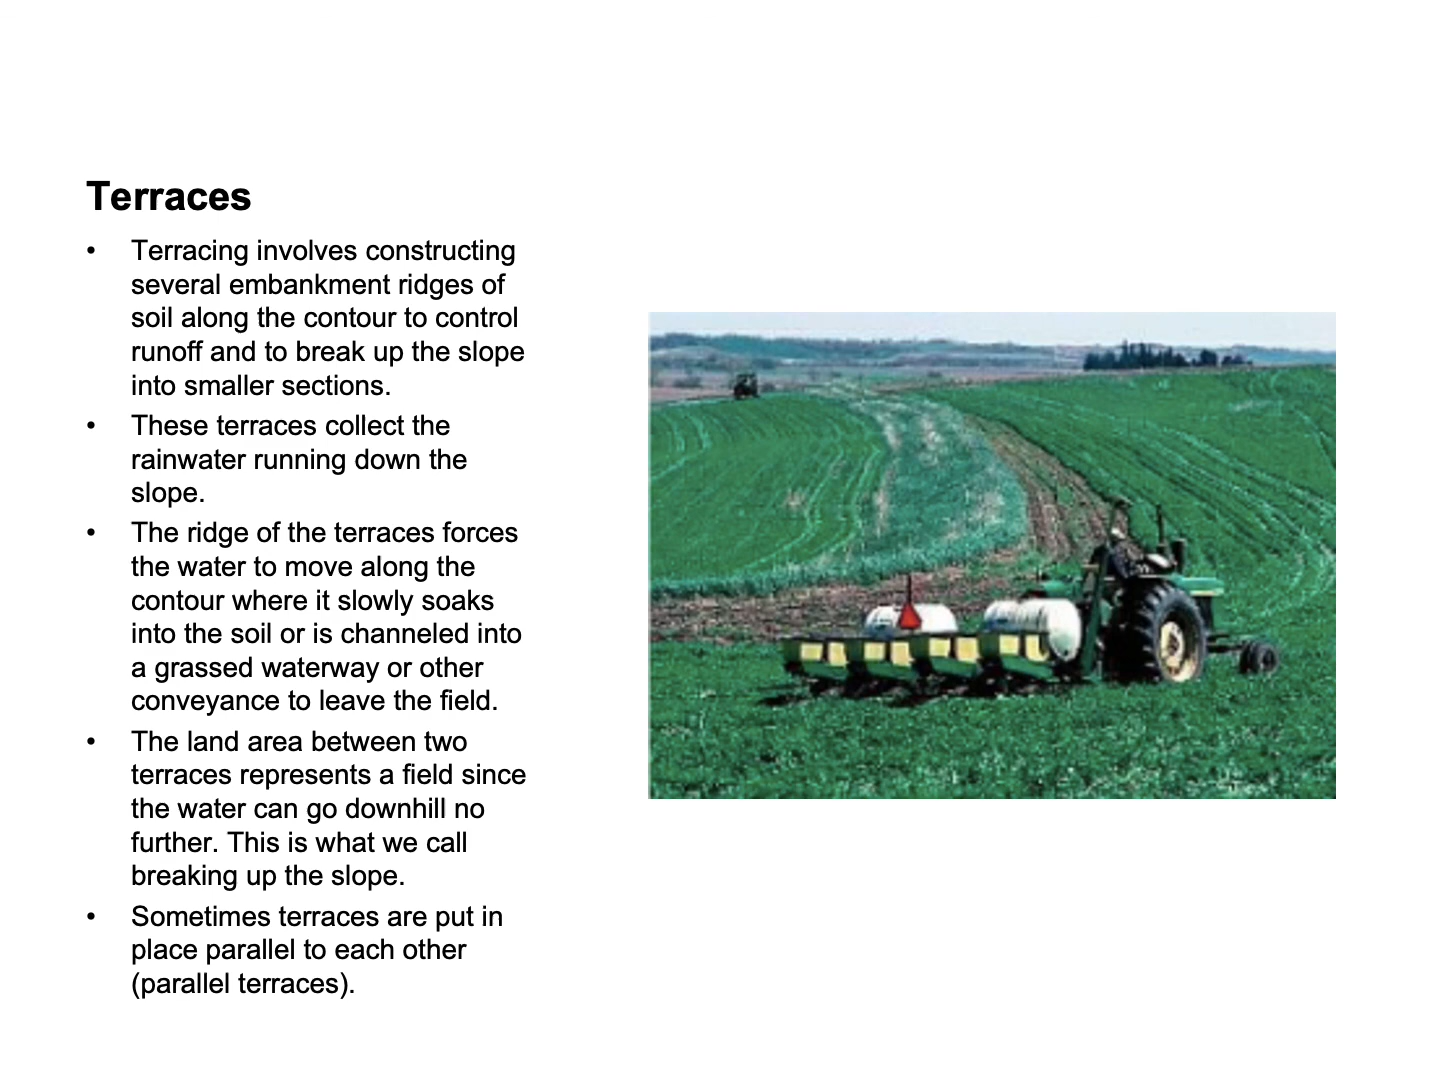 Terraces
• Terracing involves constructing
several embankment ridges of
soil along the contour to control
runoff and to break up the slope
into smaller sections.
• These terraces collect the
rainwater running down the
slope.
• The ridge of the terraces forces
the water to move along the
contour where it slowly soaks
into the soil or is channeled into
a grassed waterway or other
conveyance to leave the field.
• The land area between two
terraces represents a field since
the water can go downhill no
further. This is what we call
breaking up the slope.
• Sometimes terraces are put in
place parallel to each other
(parallel terraces).